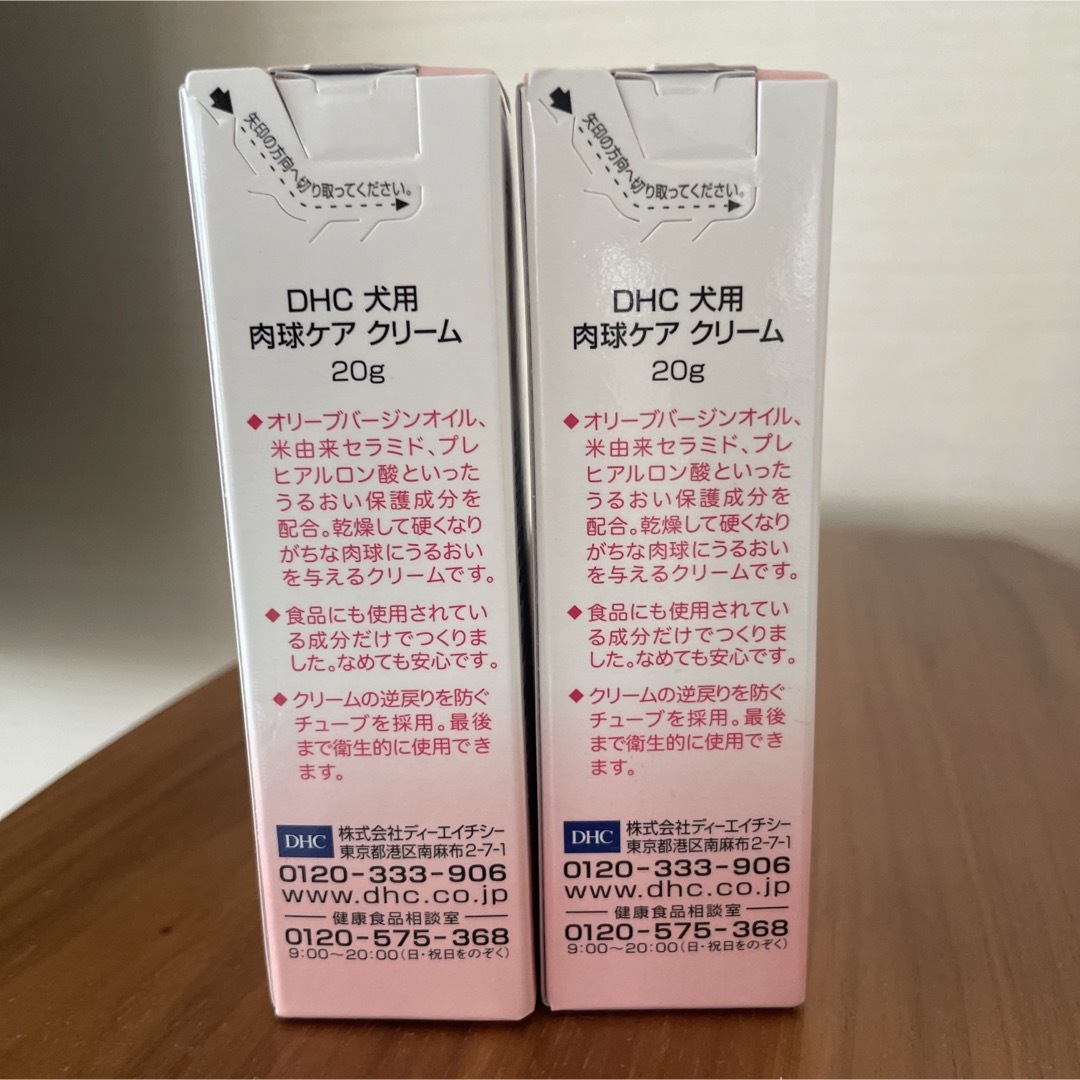 矢印の方向へ切り取ってください。
DHC 犬用
肉球ケア クリーム
20g
◆オリーブバージンオイル、
米由来セラミド、プレ
ヒアルロン酸といった
うるおい保護成分を
配合。乾燥して硬くなり
がちな肉球にうるおい
を与えるクリームです。
◆食品にも使用されてい
る成分だけでつくりま
した。なめても安心です。
◆クリームの逆戻りを防ぐ
チューブを採用。最後
まで衛生的に使用でき
ます。
DHC
株式会社ディーエイチシー
東京都港区南麻布2-7-1
0120-333-906
www.dhc.co.jp
健康食品相談室
0120-575-368
9:00〜20:00(日・祝日をのぞく)
矢印の方向へ切り取ってください。
DHC 犬用
肉球ケア クリーム
20g
◆オリーブバージンオイル、
米由来セラミド、プレ
ヒアルロン酸といった
うるおい保護成分を
配合。乾燥して硬くなり
がちな肉球にうるおい
を与えるクリームです。
◆食品にも使用されてい
る成分だけでつくりま
した。なめても安心です。
◆クリームの逆戻りを防ぐ
チューブを採用。最後
まで衛生的に使用でき
ます。
DHC
株式会社ディーエイチシー
東京都港区南麻布2-7-1
0120-333-906
www.dhc.co.jp
健康食品相談室
0120-575-368
9:00〜20:00(日・祝日をのぞく)